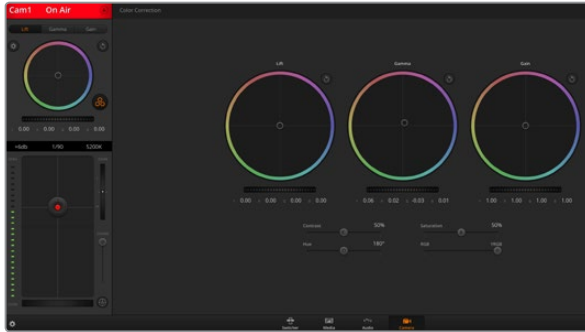 Cam1 On Air
Color Correction
Lift Gamma Gain
Lift Gamma Gain
0.00 0.00 0.00 0.00
0.00 0.00 0.00 0.00
0.06 0.02 -0.03 0.01
1.00 1.00 1.00 1.00
1/90 5200K
Contrast 50%
Saturation 50%
Hue 180°
Switcher Media Audio Camera